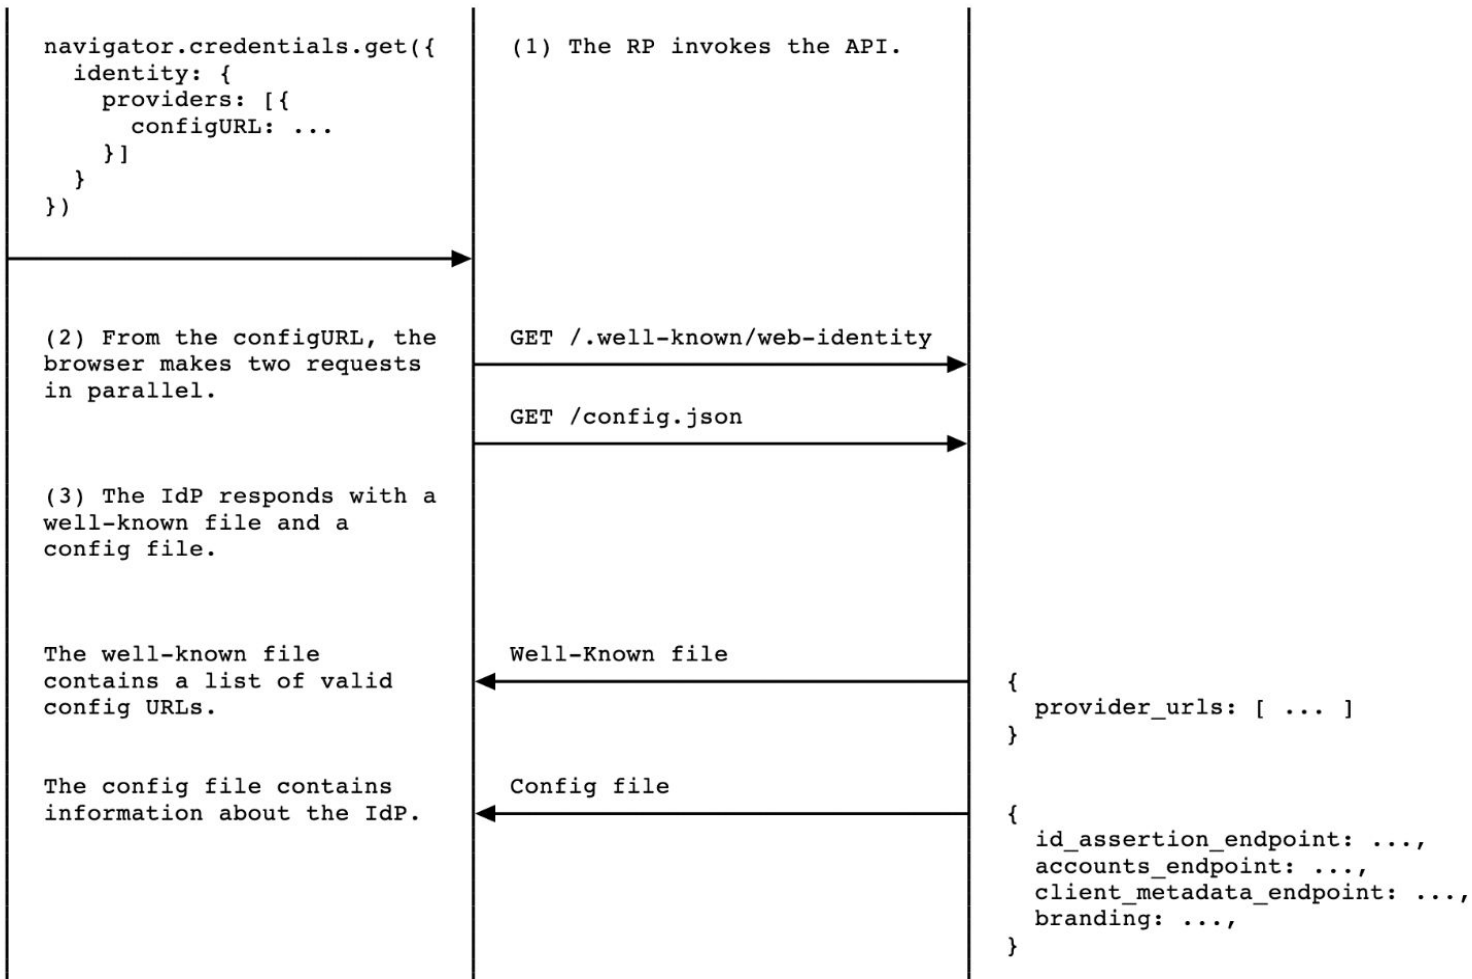 navigator.credentials.get({
  identity: {
    providers: [{
      configURL: ...
    }]
  }
})
(1) The RP invokes the API.
(2) From the configURL, the
browser makes two requests
in parallel.
GET /.well-known/web-identity
GET /config.json
(3) The IdP responds with a
well-known file and a
config file.
The well-known file
contains a list of valid
config URLs.
Well-Known file
{
  provider_urls: [ ... ]
}
The config file contains
information about the IdP.
Config file
{
  id_assertion_endpoint: ...,
  accounts_endpoint: ...,
  client_metadata_endpoint: ...,
  branding: ...,
}